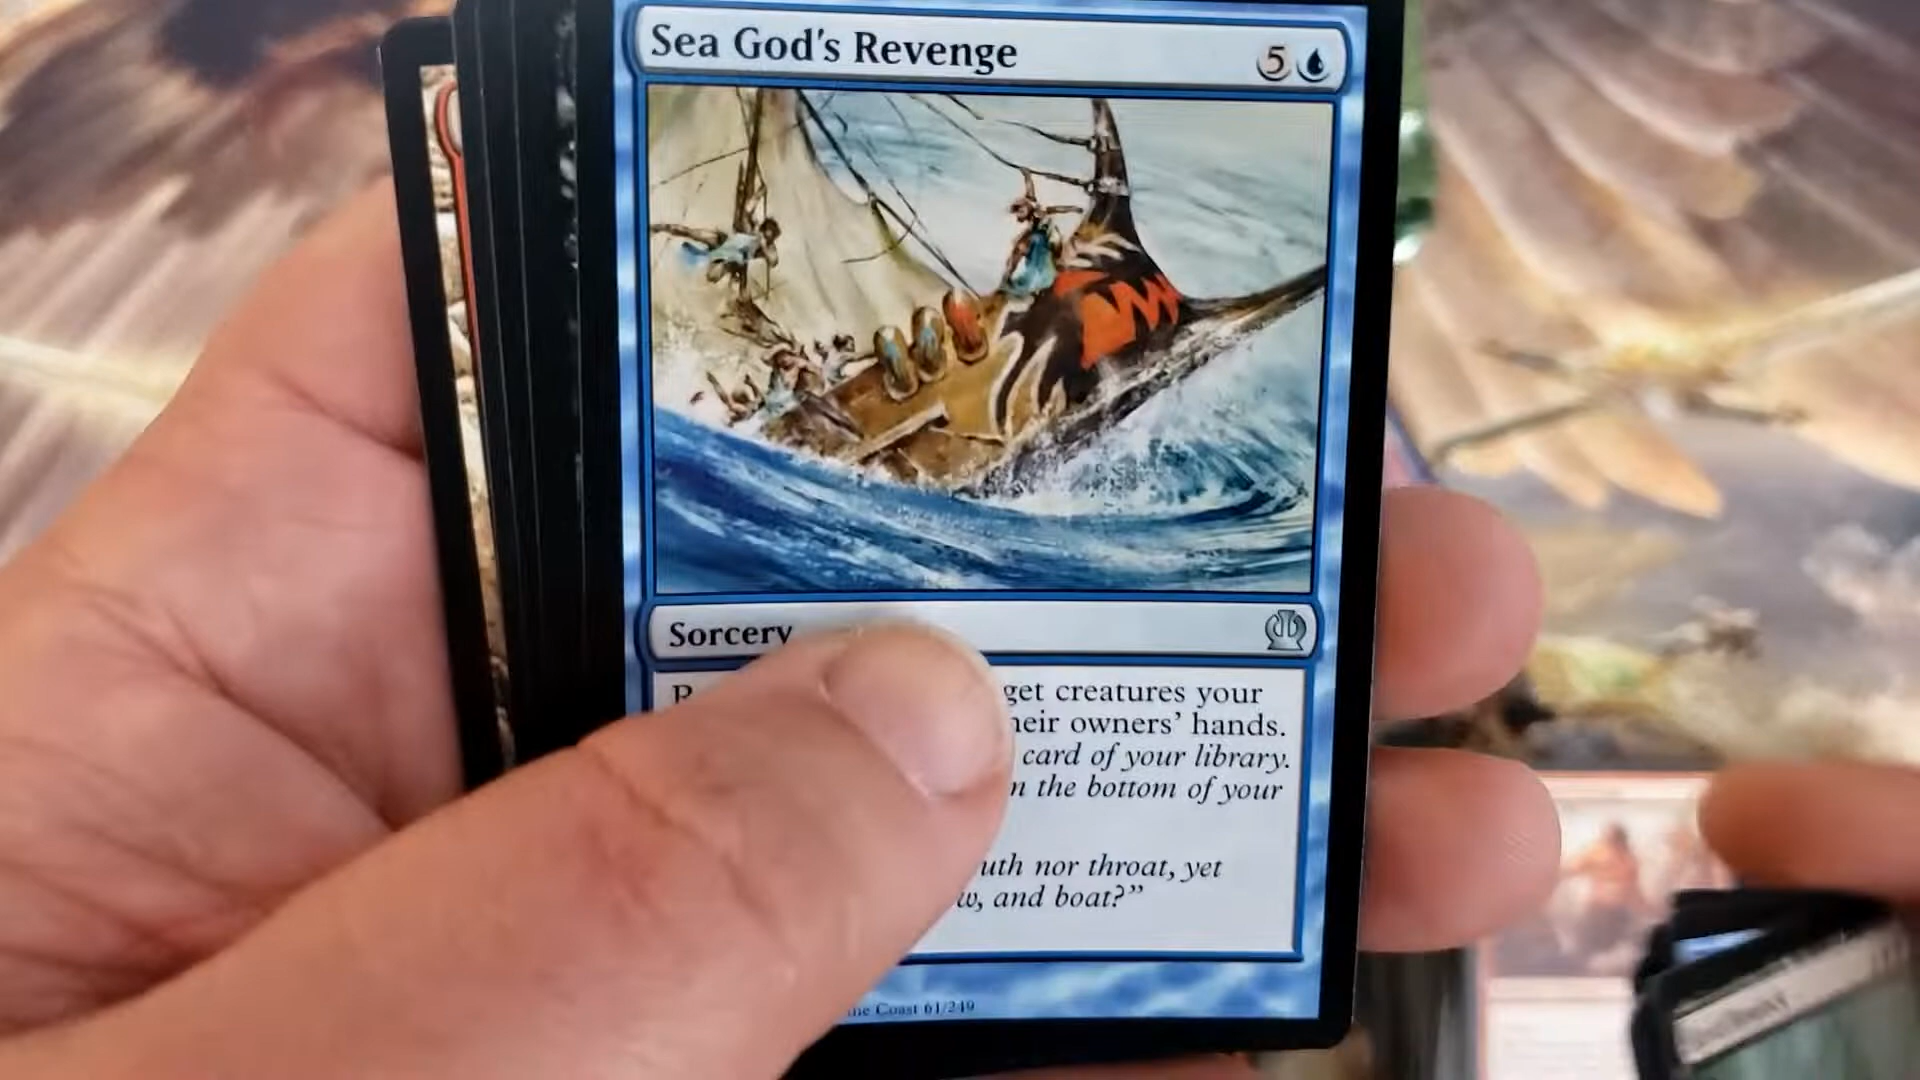 Sea God's Revenge 5
Sorcery
get creatures your
heir owners' hands.
card of your library.
n the bottom of your
uth nor throat, yet
w, and boat?”
the Coast 61/249